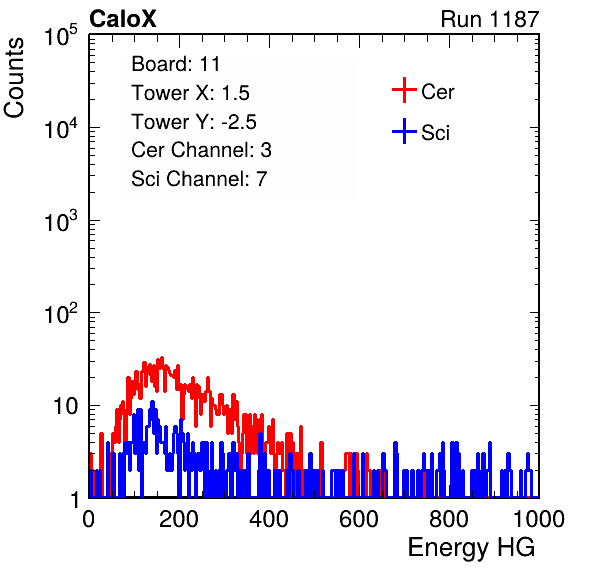 CaloX Run 1187
Counts
10^5
10^4
10^3
10^2
10
1
Board: 11
Tower X: 1.5
Tower Y: -2.5
Cer Channel: 3
Sci Channel: 7
Cer
Sci
0 200 400 600 800 1000
Energy HG